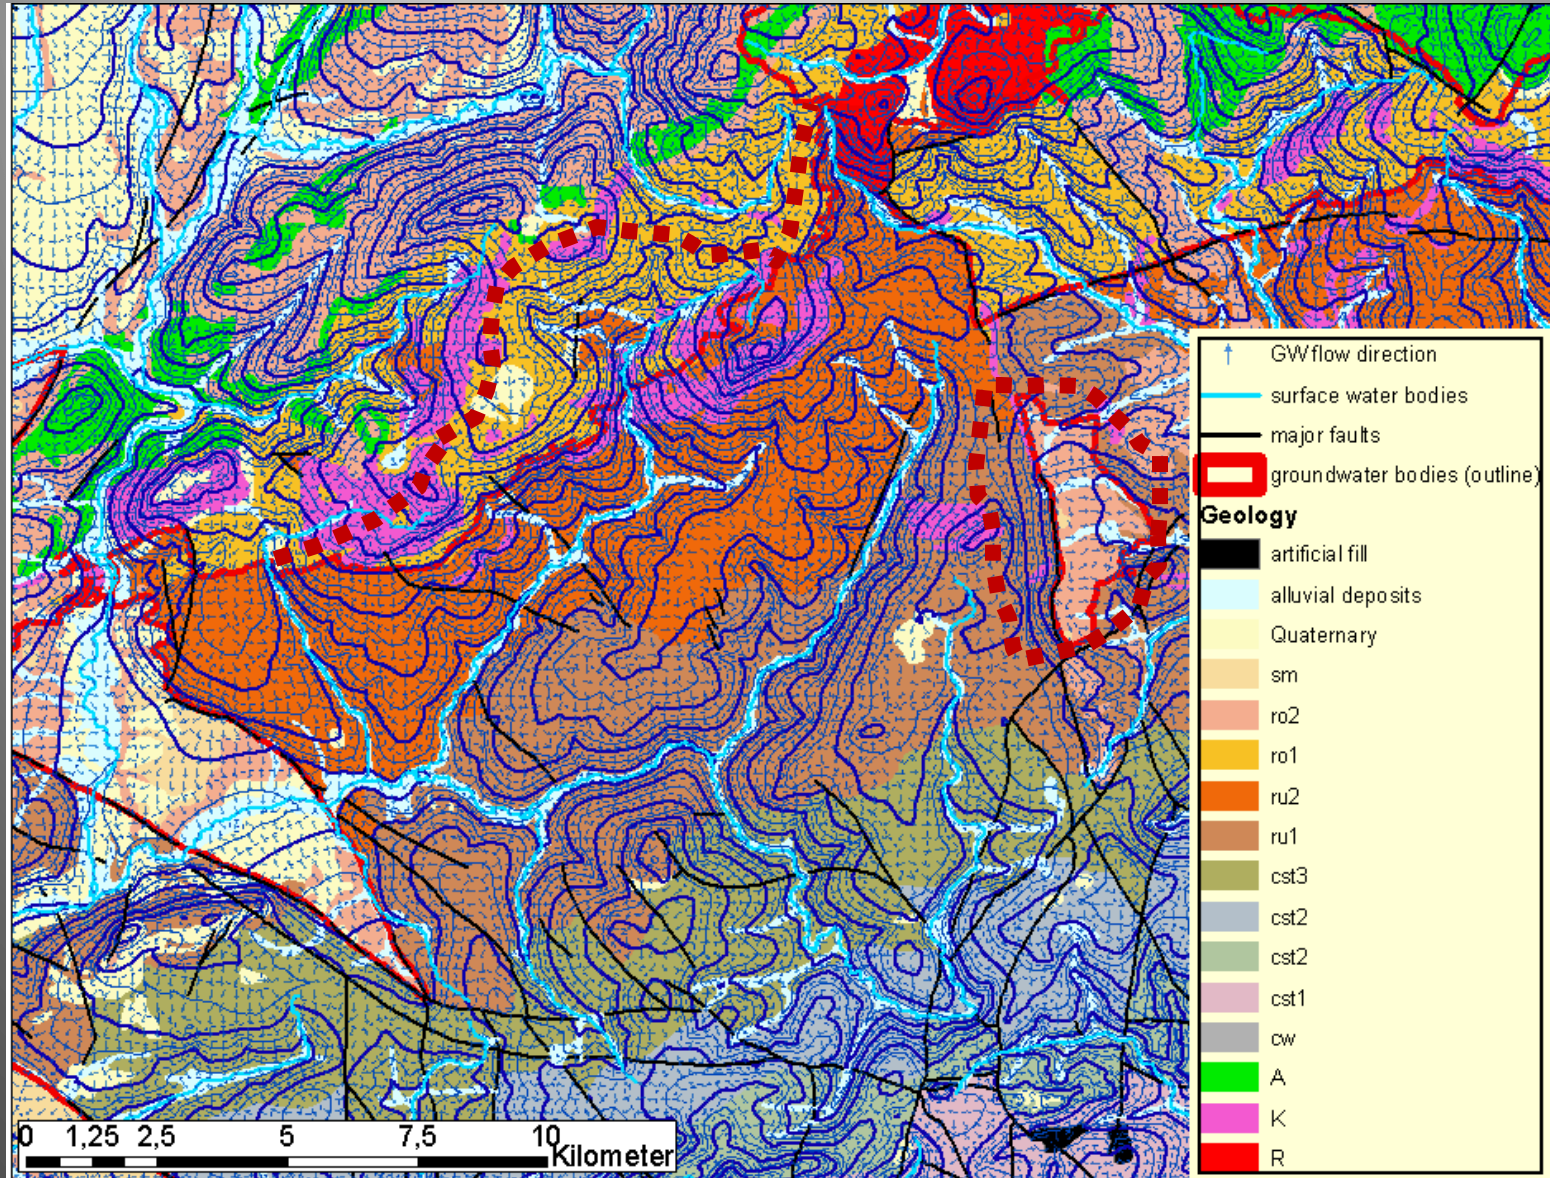 GW flow direction
surface water bodies
major faults
groundwater bodies (outline)
Geology
artificial fill
alluvial deposits
Quaternary
sm
ro2
ro1
ru2
ru1
cst3
cst2
cst2
cst1
cw
A
K
R
0 1,25 2,5 5 7,5 10
Kilometer